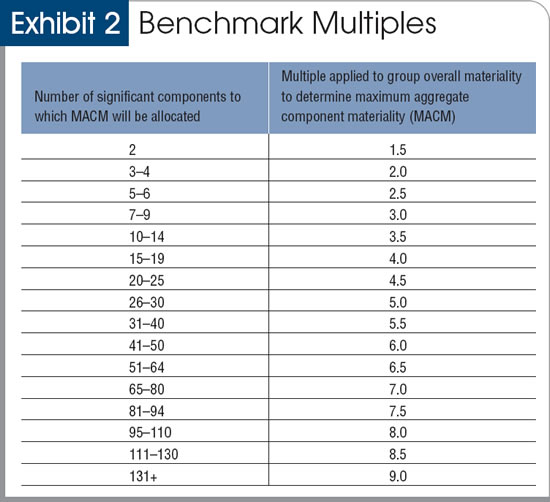 Exhibit 2 Benchmark Multiples
Number of significant components to
which MACM will be allocated
Multiple applied to group overall materiality
to determine maximum aggregate
component materiality (MACM)
2 1.5
3–4 2.0
5–6 2.5
7–9 3.0
10–14 3.5
15–19 4.0
20–25 4.5
26–30 5.0
31–40 5.5
41–50 6.0
51–64 6.5
65–80 7.0
81–94 7.5
95–110 8.0
111–130 8.5
131+ 9.0